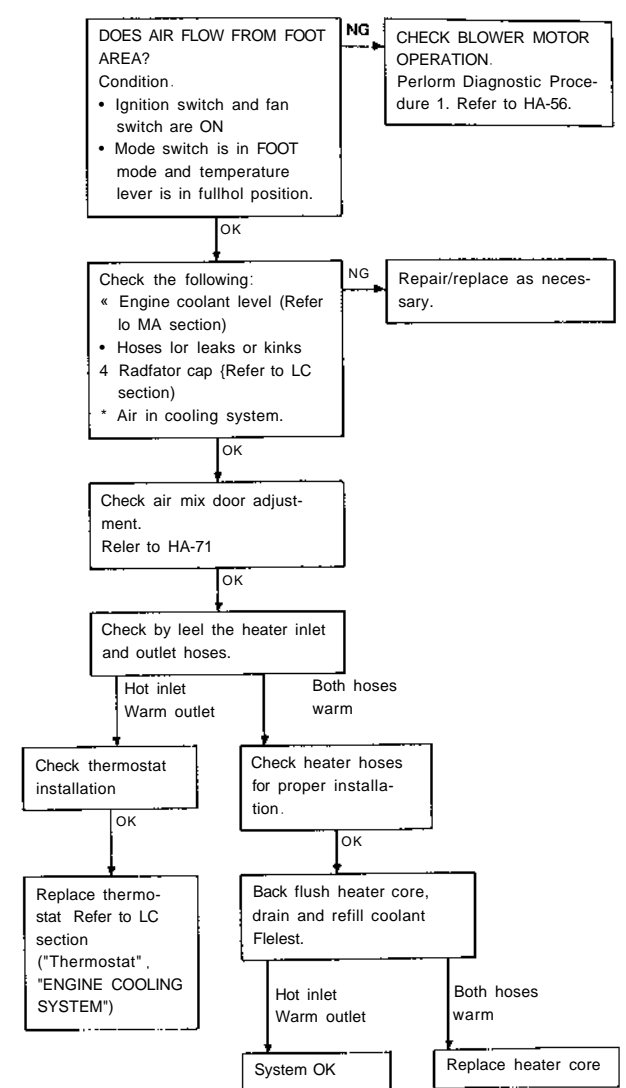 DOES AIR FLOW FROM FOOT
AREA?
Condition.
• Ignition switch and fan
switch are ON
• Mode switch is in FOOT
mode and temperature
lever is in fullhol position.
NG
CHECK BLOWER MOTOR
OPERATION.
Perlorm Diagnostic Proce-
dure 1. Refer to HA-56.
OK
Check the following:
« Engine coolant level (Refer
lo MA section)
• Hoses lor leaks or kinks
4 Radfator cap {Refer to LC
section)
* Air in cooling system.
NG
Repair/replace as neces-
sary.
OK
Check air mix door adjust-
ment.
Reler to HA-71
OK
Check by leel the heater inlet
and outlet hoses.
Hot inlet
Warm outlet
Both hoses
warm
Check thermostat
installation
Check heater hoses
for proper installa-
tion.
OK
OK
Replace thermo-
stat Refer to LC
section
("Thermostat",
"ENGINE COOLING
SYSTEM")
Back flush heater core,
drain and refill coolant
Flelest.
Hot inlet
Warm outlet
Both hoses
warm
System OK
Replace heater core